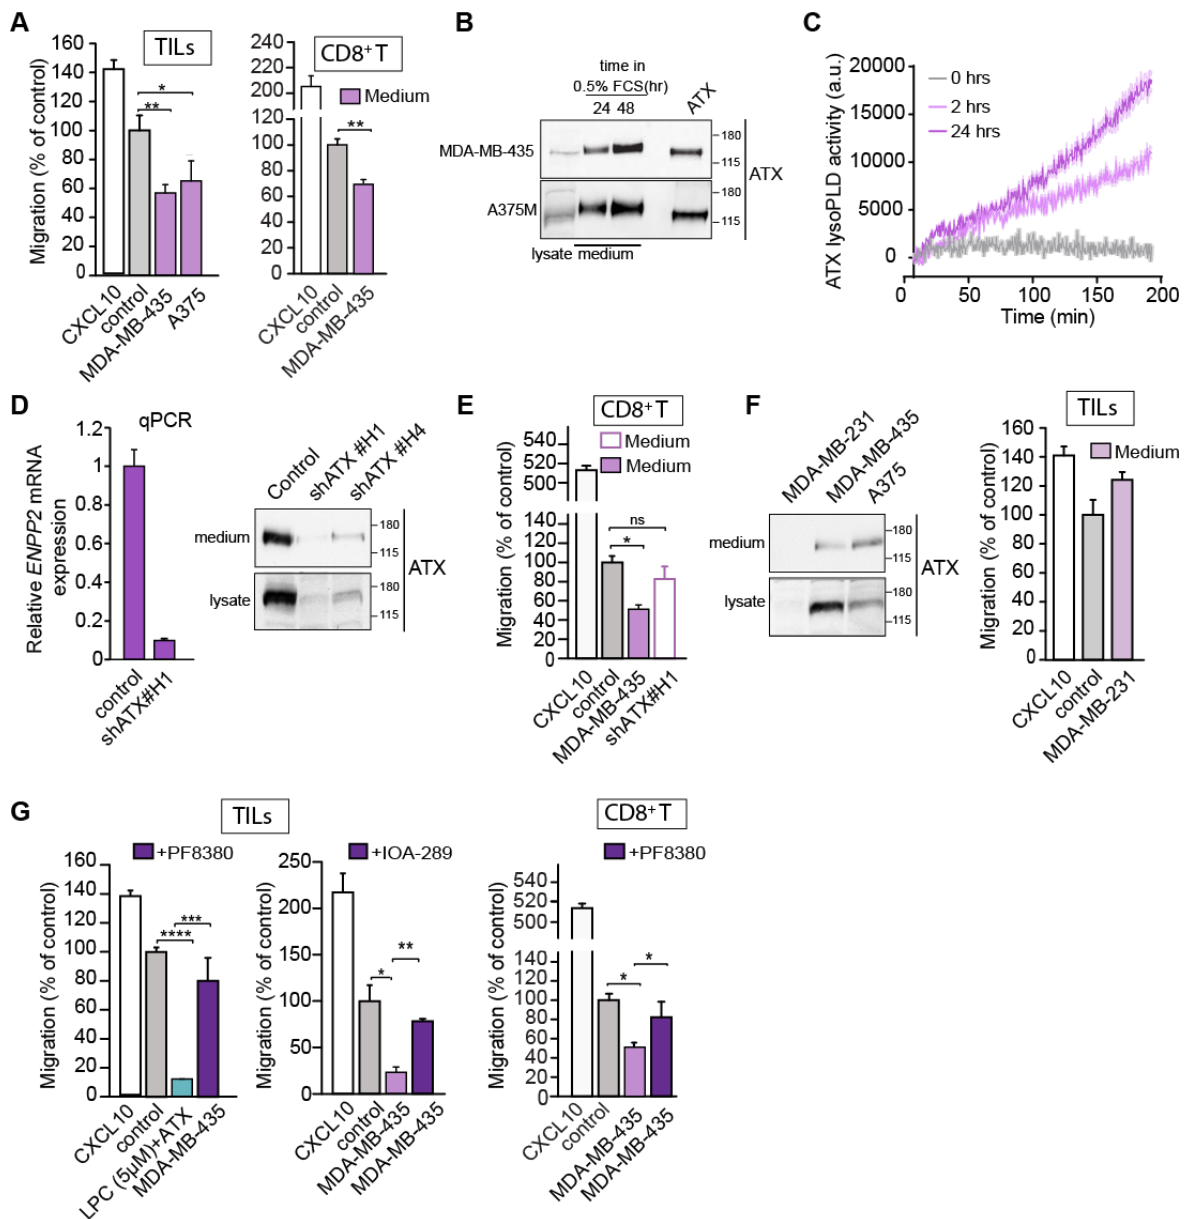 A
TILs
CD8+ T
Medium
Migration (% of control)
160
140
120
100
80
60
40
20
0
**
*
CXCL10
control
MDA-MB-435
A375
240
220
200
180
160
120
100
80
60
40
20
0
**
CXCL10
control
MDA-MB-435
B
time in
0.5% FCS(hr)
24 48
ATX
MDA-MB-435
A375M
180
115
180
115
ATX
lysate medium
C
ATX lysoPLD activity (a.u.)
20000
15000
10000
5000
0
0 hrs
2 hrs
24 hrs
0 50 100 150 200
Time (min)
D
qPCR
Relative ENPP2 mRNA
expression
1.2
1
0.8
0.6
0.4
0.2
0
control
shATX#H1
Control
shATX #H1
shATX #H4
medium
lysate
180
115
180
115
ATX
E
CD8+ T
Medium
Medium
Migration (% of control)
540
520
500
140
120
100
80
60
40
20
0
ns
*
CXCL10
control
MDA-MB-435
shATX#H1
F
MDA-MB-231
MDA-MB-435
A375
medium
lysate
180
115
180
115
ATX
TILs
Medium
Migration (% of control)
160
140
120
100
80
60
40
20
0
CXCL10
control
MDA-MB-231
G
TILs
CD8+ T
+PF8380
Migration (% of control)
160
140
120
100
80
60
40
20
0
***
****
CXCL10
control
LPC (5µM)+ATX
MDA-MB-435
+IOA-289
Migration (% of control)
250
200
150
100
50
0
*
**
CXCL10
control
MDA-MB-435
MDA-MB-435
+PF8380
Migration (% of control)
540
520
500
140
120
100
80
60
40
20
0
*
*
CXCL10
control
MDA-MB-435
MDA-MB-435